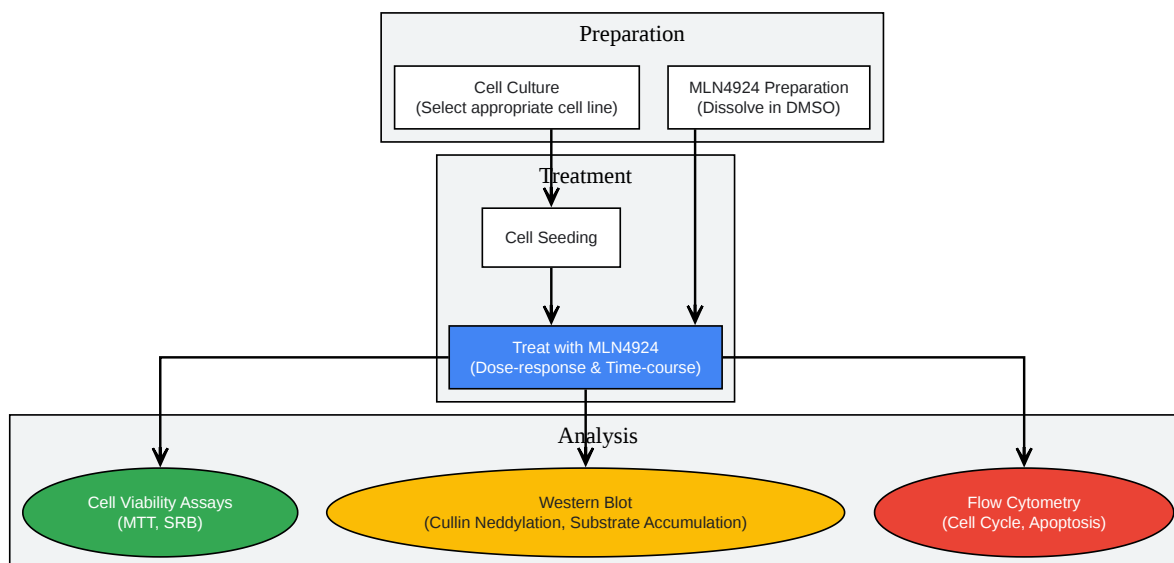 Preparation
Cell Culture
(Select appropriate cell line)
MLN4924 Preparation
(Dissolve in DMSO)
Treatment
Cell Seeding
Treat with MLN4924
(Dose-response & Time-course)
Analysis
Cell Viability Assays
(MTT, SRB)
Western Blot
(Cullin Neddylation, Substrate Accumulation)
Flow Cytometry
(Cell Cycle, Apoptosis)